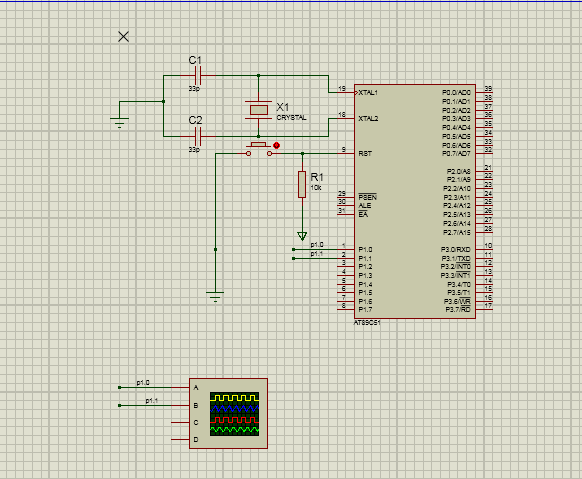 C1
33p
C2
33p
X1
CRYSTAL
R1
10k
19 XTAL1
18 XTAL2
9 RST
29 PSEN
30 ALE
31 EA
p1.0 1 P1.0
p1.1 2 P1.1
3 P1.2
4 P1.3
5 P1.4
6 P1.5
7 P1.6
8 P1.7
P0.0/AD0 39
P0.1/AD1 38
P0.2/AD2 37
P0.3/AD3 36
P0.4/AD4 35
P0.5/AD5 34
P0.6/AD6 33
P0.7/AD7 32
P2.0/A8 21
P2.1/A9 22
P2.2/A10 23
P2.3/A11 24
P2.4/A12 25
P2.5/A13 26
P2.6/A14 27
P2.7/A15 28
P3.0/RXD 10
P3.1/TXD 11
P3.2/INT0 12
P3.3/INT1 13
P3.4/T0 14
P3.5/T1 15
P3.6/WR 16
P3.7/RD 17
AT89C51
p1.0 A
p1.1 B
C
D